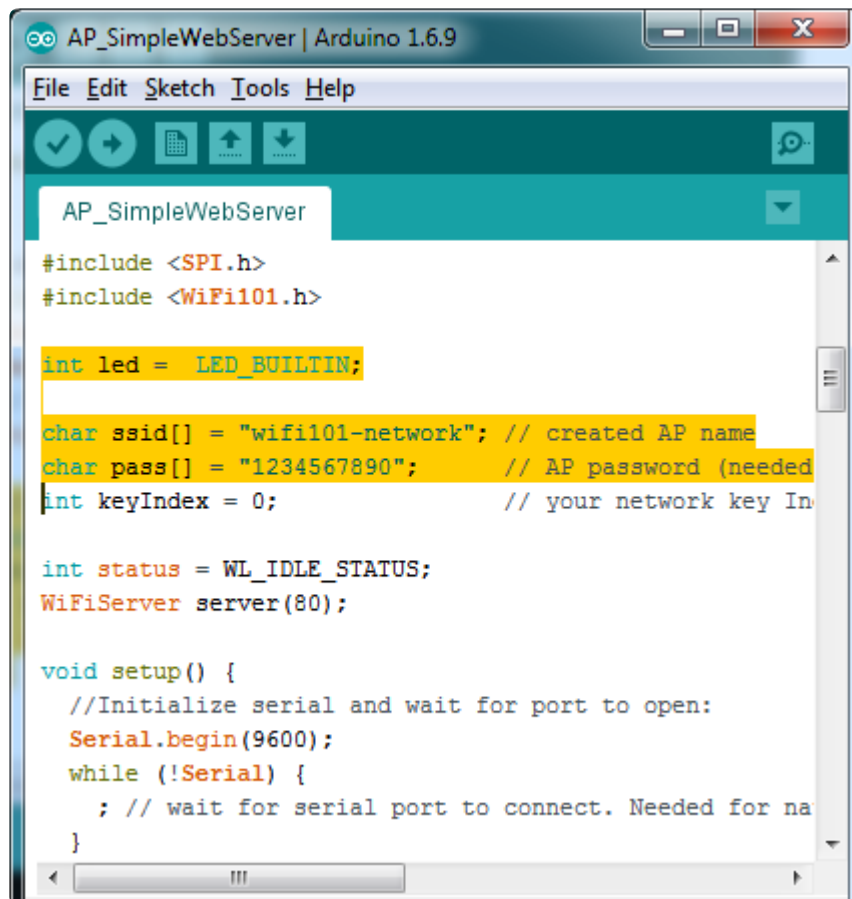 AP_SimpleWebServer | Arduino 1.6.9
File Edit Sketch Tools Help
AP_SimpleWebServer
#include <SPI.h>
#include <WiFi101.h>
int led =  LED_BUILTIN;
char ssid[] = "wifi101-network"; // created AP name
char pass[] = "1234567890";      // AP password (needed
int keyIndex = 0;                // your network key In
int status = WL_IDLE_STATUS;
WiFiServer server(80);
void setup() {
  //Initialize serial and wait for port to open:
  Serial.begin(9600);
  while (!Serial) {
    ; // wait for serial port to connect. Needed for na
  }